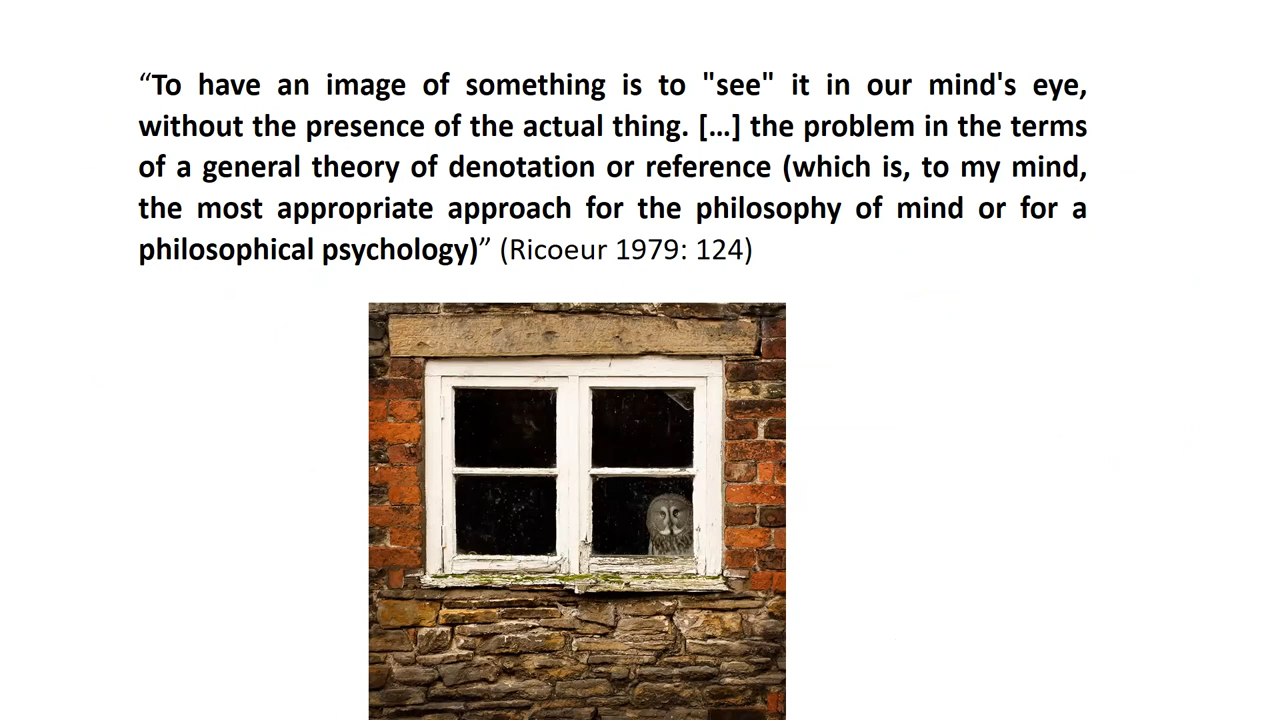 “To have an image of something is to "see" it in our mind's eye,
without the presence of the actual thing. […] the problem in the terms
of a general theory of denotation or reference (which is, to my mind,
the most appropriate approach for the philosophy of mind or for a
philosophical psychology)” (Ricoeur 1979: 124)